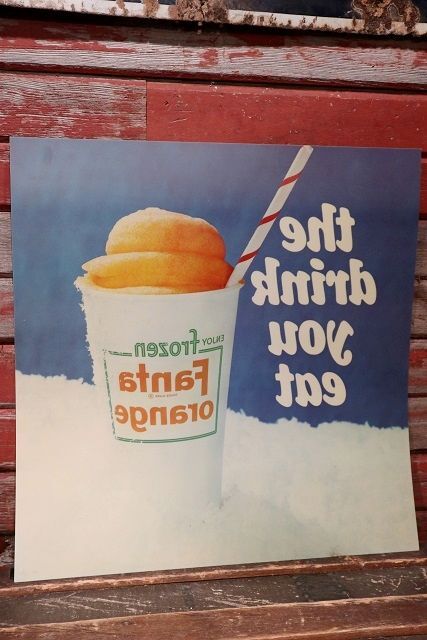 the
drink
you
eat
ENJOY frozen
Fanta
orange